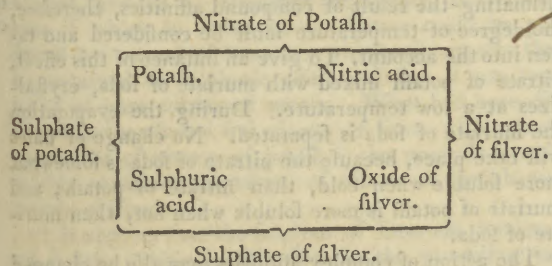 Nitrate of Potaſh.
Potaſh. Nitric acid.
Sulphate
of potaſh.
Nitrate
of ſilver.
Sulphuric
acid.
Oxide of
ſilver.
Sulphate of ſilver.